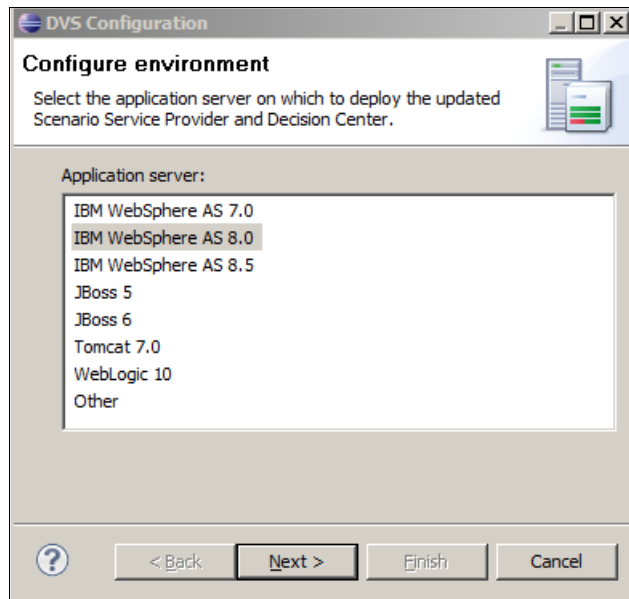 DVS Configuration
Configure environment
Select the application server on which to deploy the updated
Scenario Service Provider and Decision Center.
Application server:
IBM WebSphere AS 7.0
IBM WebSphere AS 8.0
IBM WebSphere AS 8.5
JBoss 5
JBoss 6
Tomcat 7.0
WebLogic 10
Other
? < Back Next > Finish Cancel